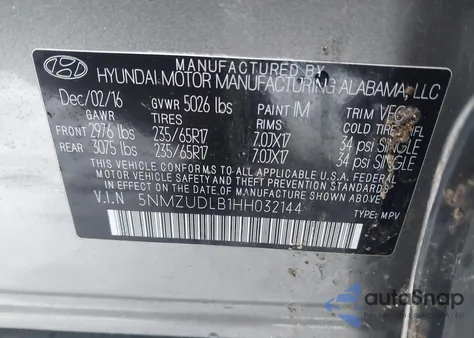 MANUFACTURED BY
HYUNDAI MOTOR MANUFACTURING ALABAMA, LLC
Dec/02/16 GVWR 5026 lbs PAINT IM TRIM
GAWR TIRES RIMS COLD TIRE INFL
FRONT 2976 lbs 235/65R17 7.0JX17 34 psi SINGLE
REAR 3075 lbs 235/65R17 7.0JX17 34 psi SINGLE
THIS VEHICLE CONFORMS TO ALL APPLICABLE U.S.A. FEDERAL
MOTOR VEHICLE SAFETY STANDARDS IN
EFFECT ON THE DATE OF MANUFACTURE SHOWN ABOVE.
V.I.N 5NMZUDLB1HH032144 TYPE: MPV
autoSnap